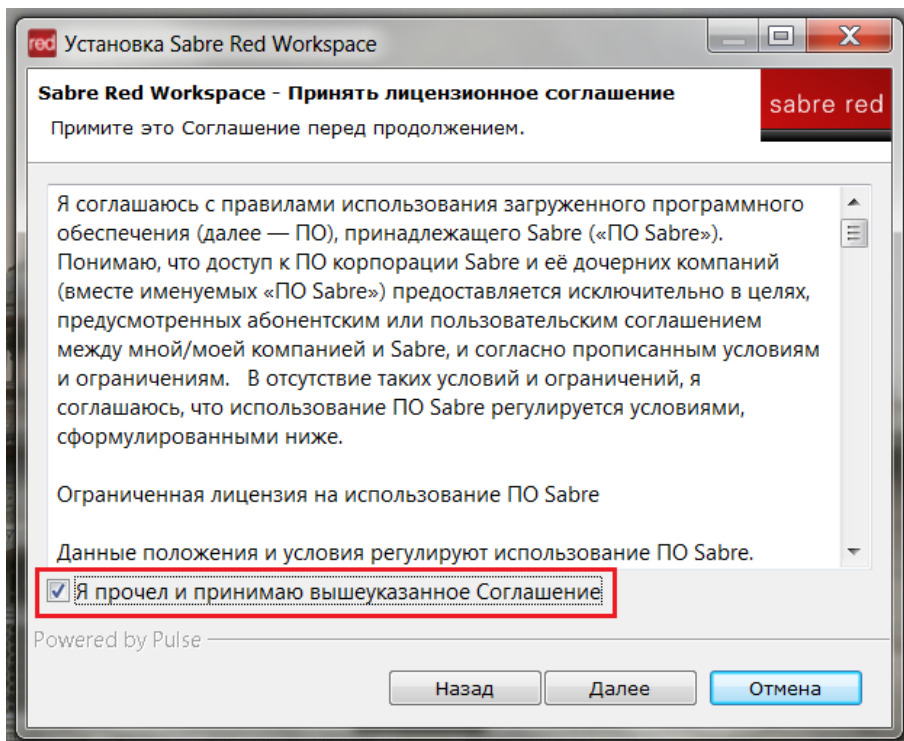 red Установка Sabre Red Workspace
Sabre Red Workspace - Принять лицензионное соглашение
sabre red
Примите это Соглашение перед продолжением.
Я соглашаюсь с правилами использования загруженного программного
обеспечения (далее — ПО), принадлежащего Sabre («ПО Sabre»).
Понимаю, что доступ к ПО корпорации Sabre и её дочерних компаний
(вместе именуемых «ПО Sabre») предоставляется исключительно в целях,
предусмотренных абонентским или пользовательским соглашением
между мной/моей компанией и Sabre, и согласно прописанным условиям
и ограничениям.   В отсутствие таких условий и ограничений, я
соглашаюсь, что использование ПО Sabre регулируется условиями,
сформулированными ниже.
Ограниченная лицензия на использование ПО Sabre
Данные положения и условия регулируют использование ПО Sabre.
Я прочел и принимаю вышеуказанное Соглашение
Powered by Pulse
Назад Далее Отмена